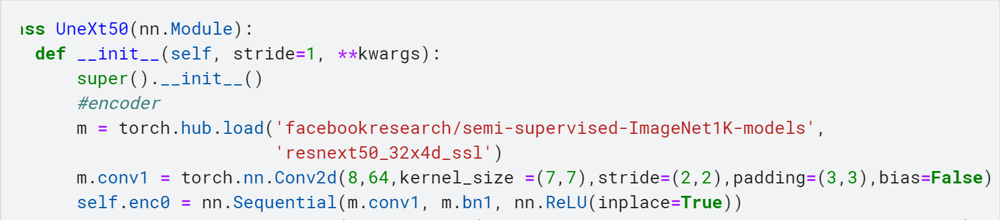 ass UneXt50(nn.Module):
def __init__(self, stride=1, **kwargs):
super().__init__()
#encoder
m = torch.hub.load('facebookresearch/semi-supervised-ImageNet1K-models',
'resnext50_32x4d_ssl')
m.conv1 = torch.nn.Conv2d(8,64,kernel_size =(7,7),stride=(2,2),padding=(3,3),bias=False)
self.enc0 = nn.Sequential(m.conv1, m.bn1, nn.ReLU(inplace=True))